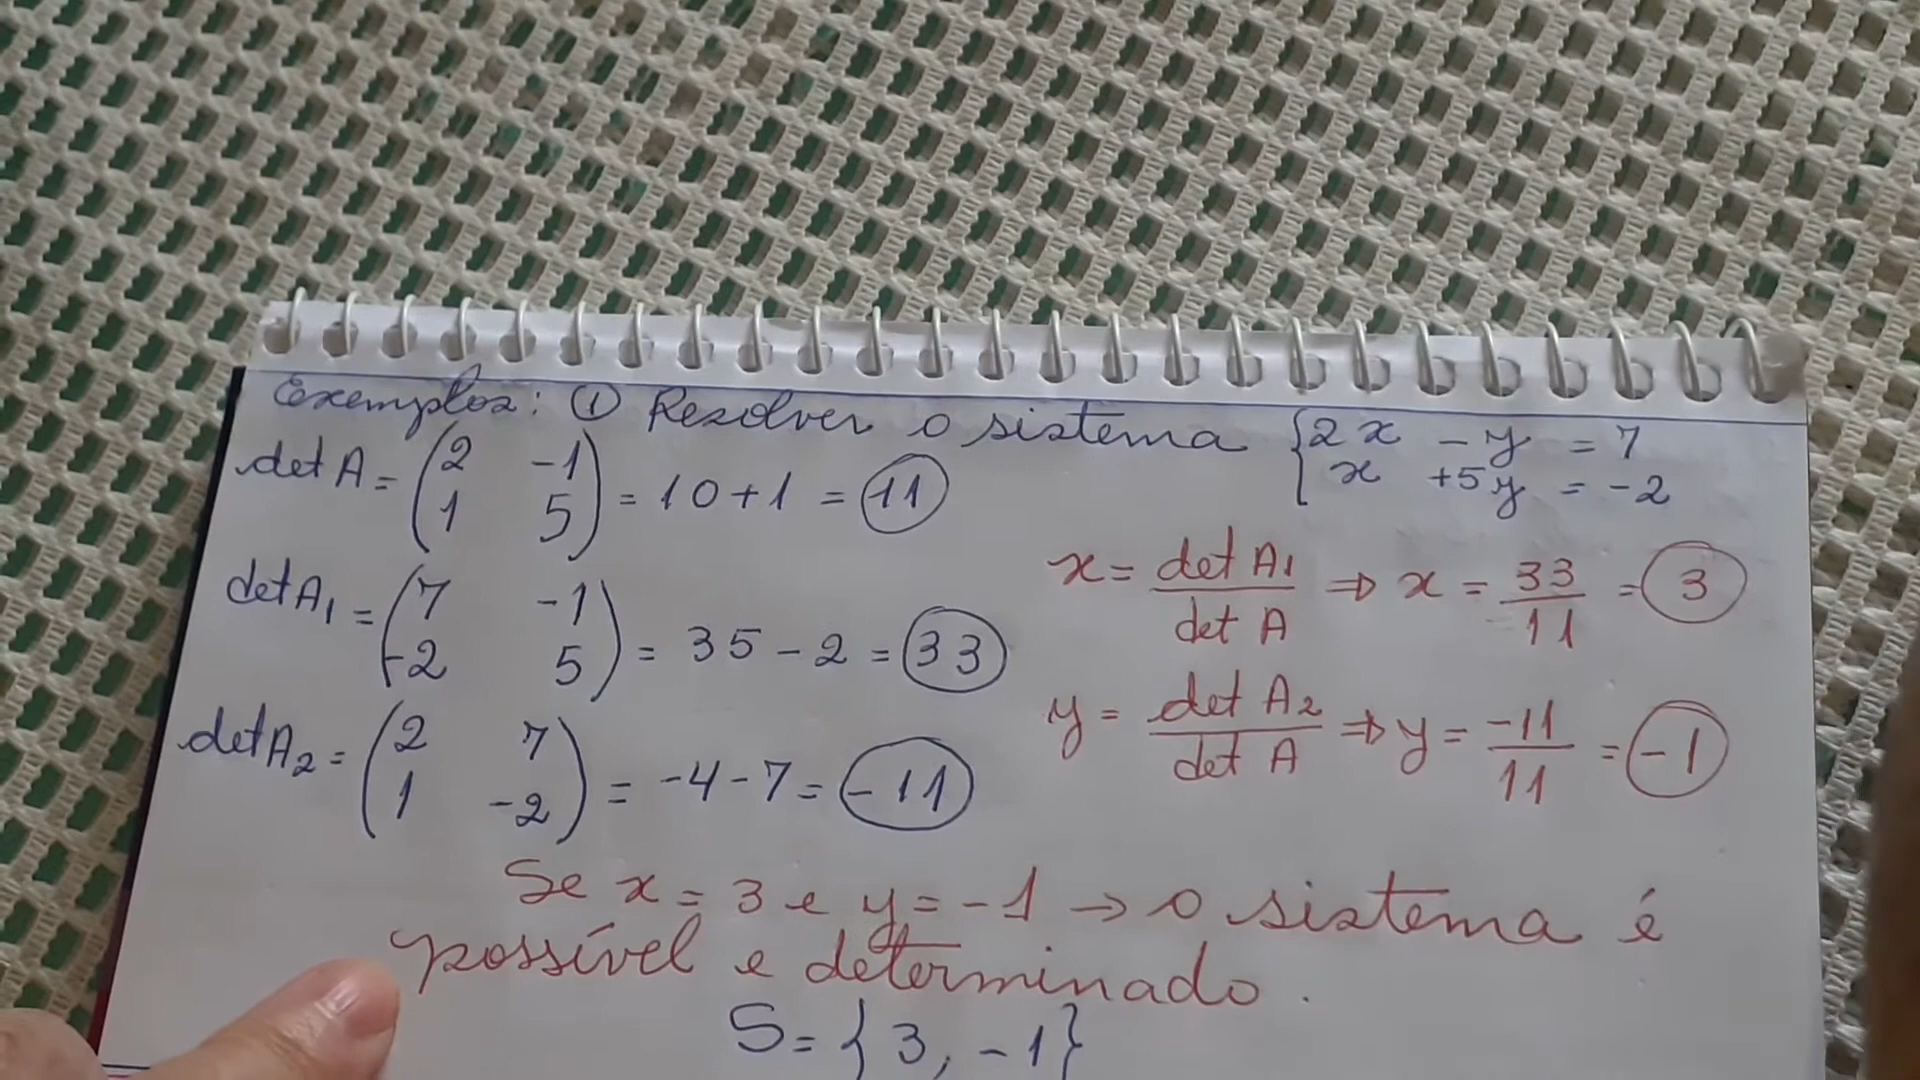 Exemplos: ① Resolver o sistema {2x - y = 7
x +5y = -2
det A = (2 -1
1 5) = 10+1 = 11
det A1 = (7 -1
-2 5) = 35 - 2 = 33
det A2 = (2 7
1 -2) = -4-7 = -11
x = det A1 / det A ⇒ x = 33 / 11 = 3
y = det A2 / det A ⇒ y = -11 / 11 = -1
Se x = 3 e y = -1 → o sistema é
possível e determinado.
S = {3, -1}